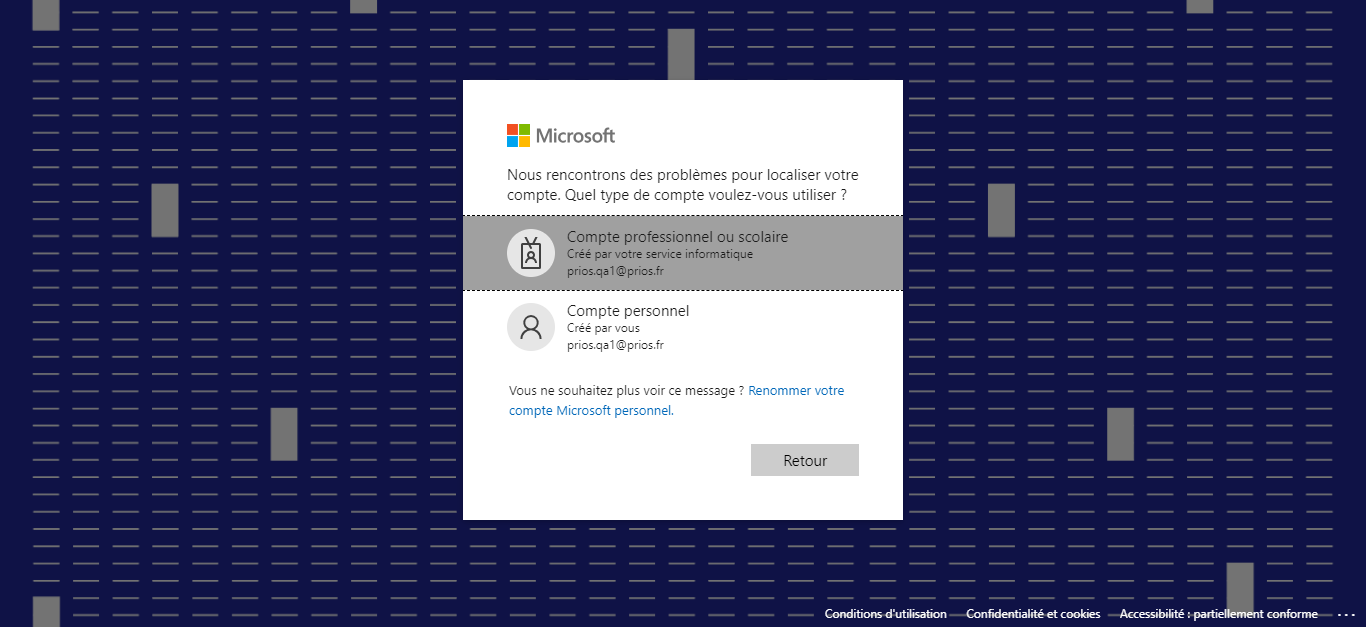 Microsoft
Nous rencontrons des problèmes pour localiser votre
compte. Quel type de compte voulez-vous utiliser ?
Compte professionnel ou scolaire
Créé par votre service informatique
prios.qa1@prios.fr
Compte personnel
Créé par vous
prios.qa1@prios.fr
Vous ne souhaitez plus voir ce message ? Renommer votre
compte Microsoft personnel.
Retour
Conditions d'utilisation Confidentialité et cookies Accessibilité : partiellement conforme ...